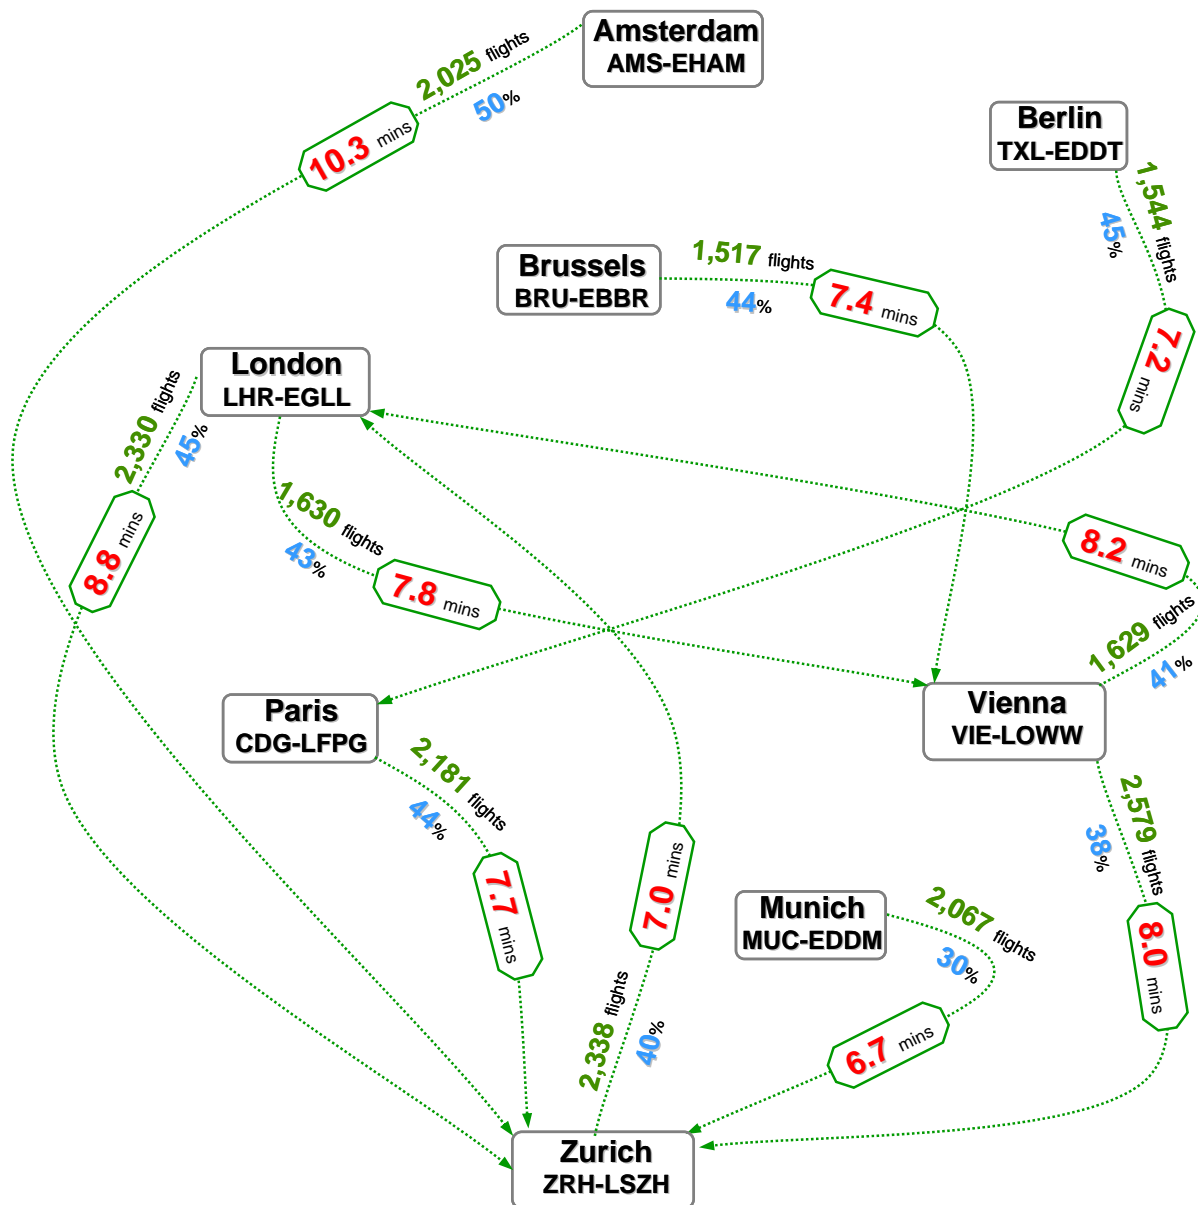 Amsterdam
AMS-EHAM
2,025 flights
50%
10.3 mins
Berlin
TXL-EDDT
1,544 flights
45%
7.2 mins
Brussels
BRU-EBBR
1,517 flights
44%
7.4 mins
London
LHR-EGLL
2,330 flights
45%
8.8 mins
1,630 flights
43%
7.8 mins
8.2 mins
1,629 flights
41%
Paris
CDG-LFPG
2,181 flights
44%
7.7 mins
Vienna
VIE-LOWW
2,579 flights
38%
8.0 mins
7.0 mins
2,338 flights
40%
Munich
MUC-EDDM
2,067 flights
30%
6.7 mins
Zurich
ZRH-LSZH